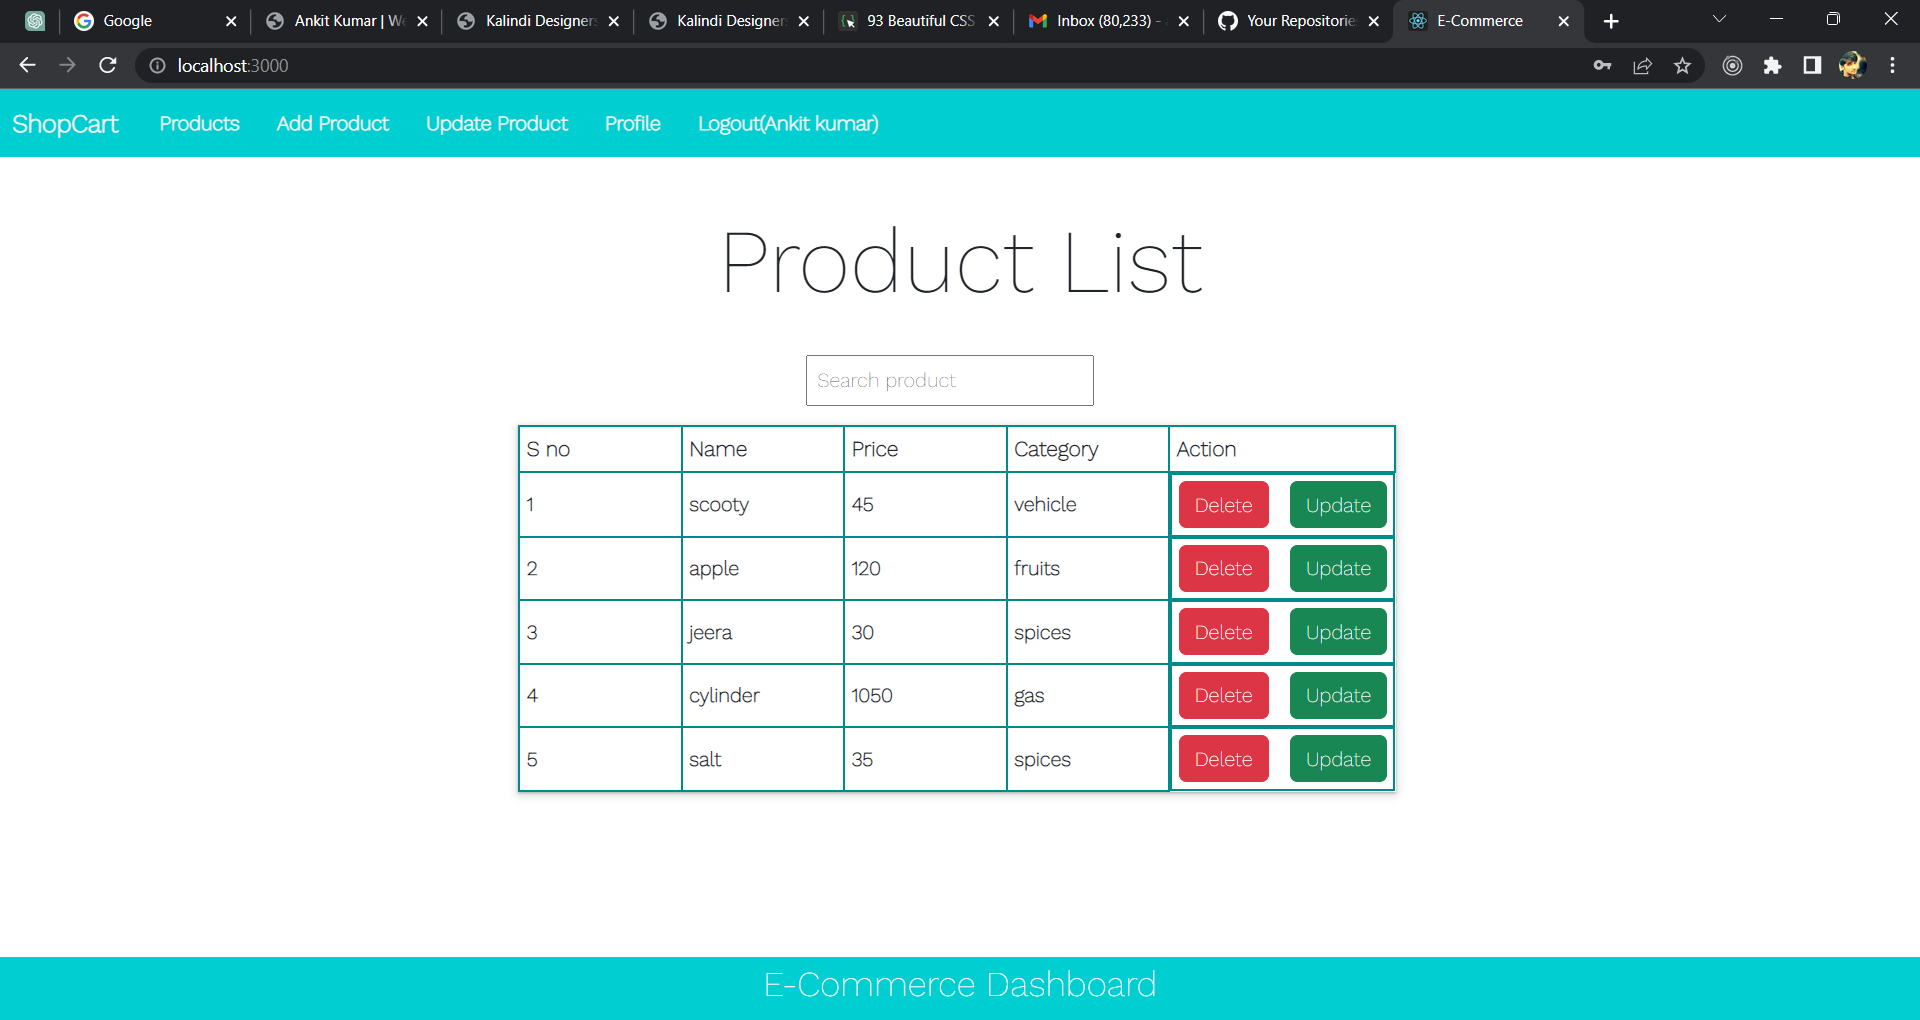 Google
Ankit Kumar | We
Kalindi Designers
Kalindi Designers
93 Beautiful CSS
Inbox (80,233) -
Your Repositorie
E-Commerce
localhost:3000
ShopCart Products Add Product Update Product Profile Logout(Ankit kumar)
Product List
Search product
S no Name Price Category Action
1 scooty 45 vehicle Delete Update
2 apple 120 fruits Delete Update
3 jeera 30 spices Delete Update
4 cylinder 1050 gas Delete Update
5 salt 35 spices Delete Update
E-Commerce Dashboard